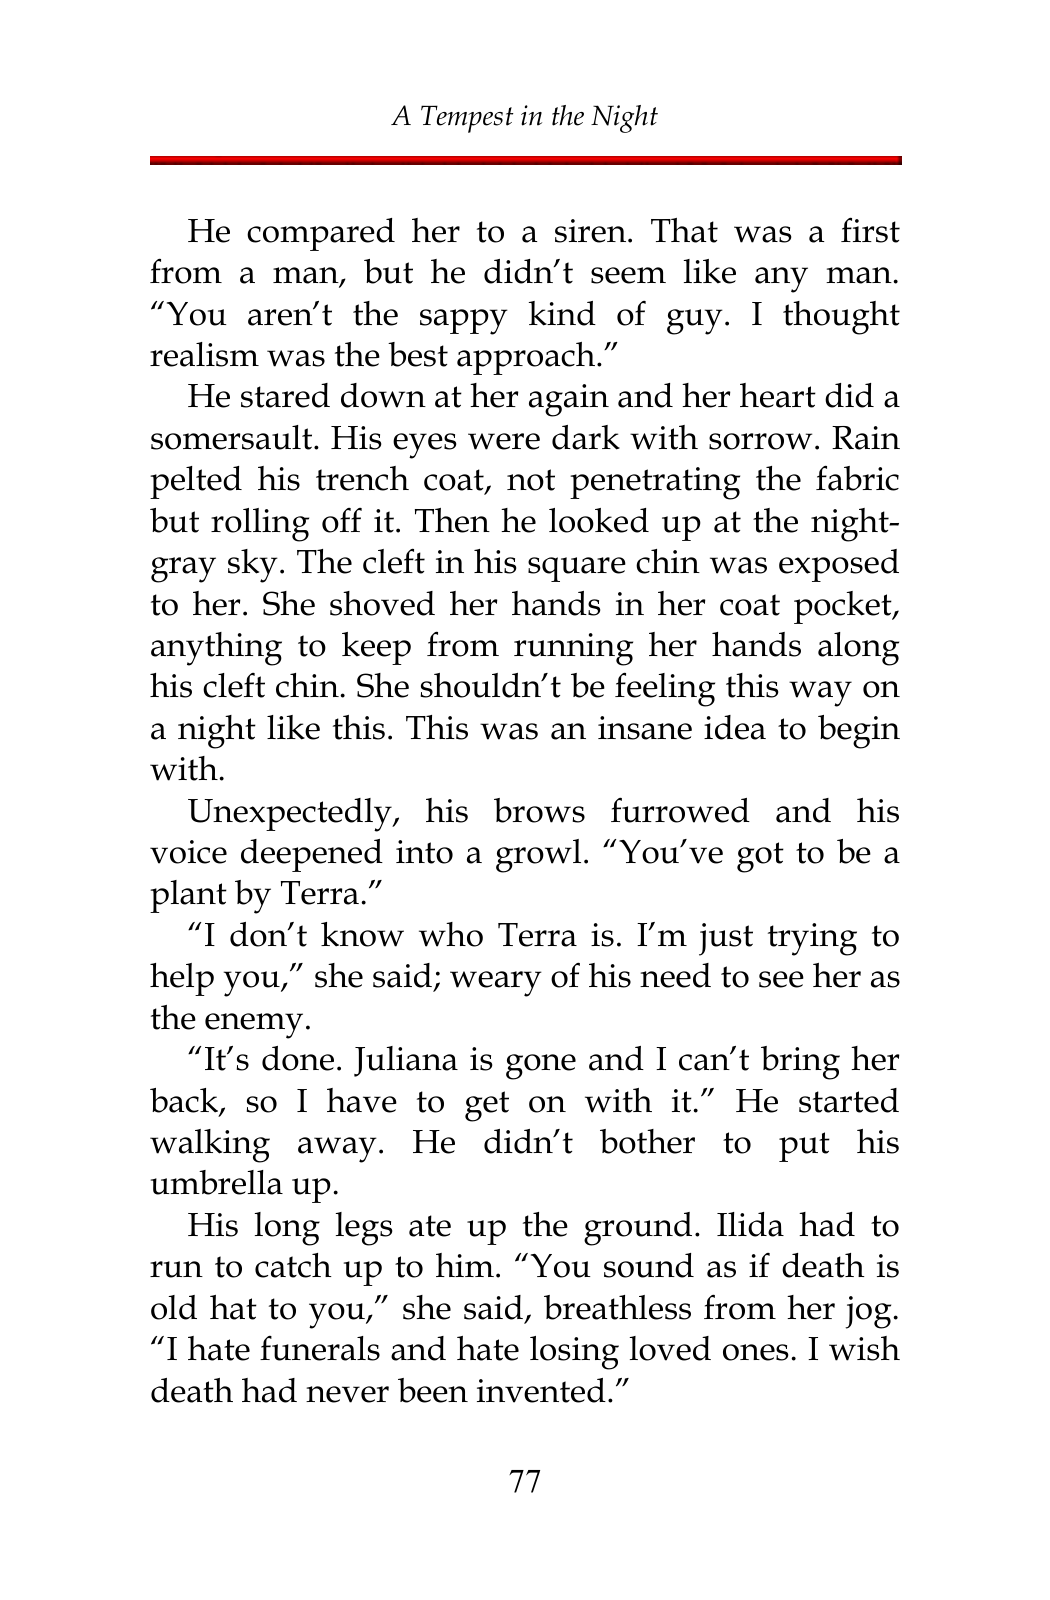 A Tempest in the Night
He compared her to a siren. That was a first
from a man, but he didn’t seem like any man.
“You aren’t the sappy kind of guy. I thought
realism was the best approach.”
He stared down at her again and her heart did a
somersault. His eyes were dark with sorrow. Rain
pelted his trench coat, not penetrating the fabric
but rolling off it. Then he looked up at the night-
gray sky. The cleft in his square chin was exposed
to her. She shoved her hands in her coat pocket,
anything to keep from running her hands along
his cleft chin. She shouldn’t be feeling this way on
a night like this. This was an insane idea to begin
with.
Unexpectedly, his brows furrowed and his
voice deepened into a growl. “You’ve got to be a
plant by Terra.”
“I don’t know who Terra is. I’m just trying to
help you,” she said; weary of his need to see her as
the enemy.
“It’s done. Juliana is gone and I can’t bring her
back, so I have to get on with it.” He started
walking away. He didn’t bother to put his
umbrella up.
His long legs ate up the ground. Ilida had to
run to catch up to him. “You sound as if death is
old hat to you,” she said, breathless from her jog.
“I hate funerals and hate losing loved ones. I wish
death had never been invented.”
77